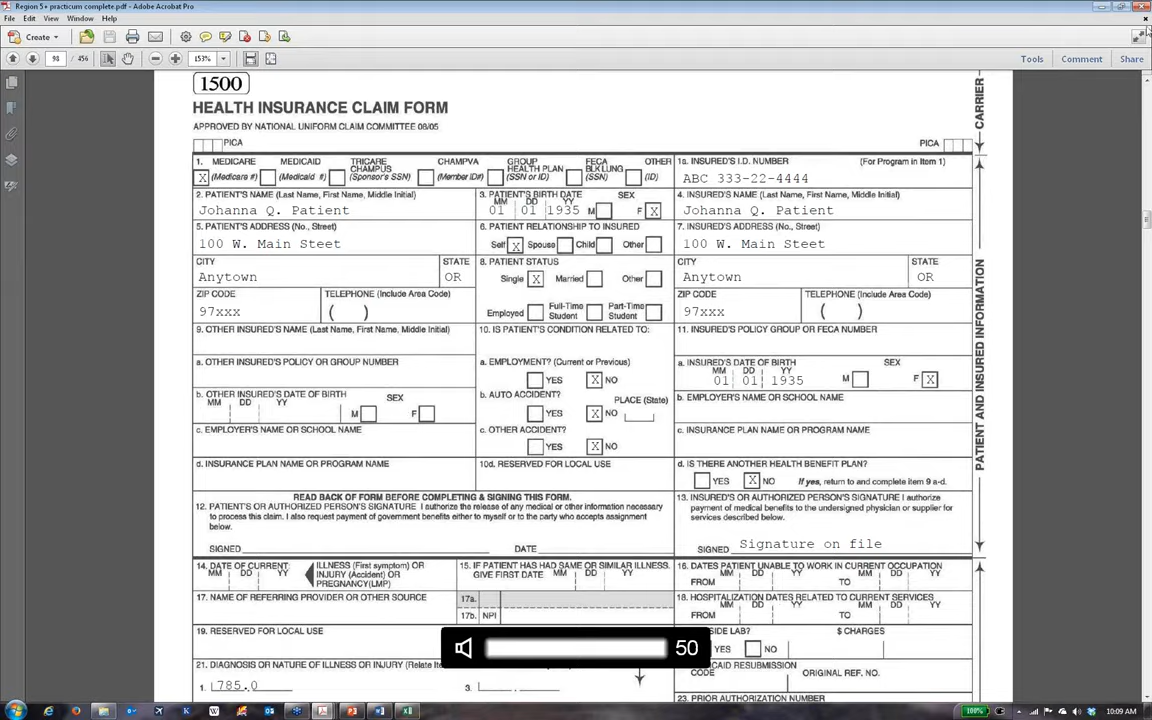 Region 5+ practicum complete.pdf - Adobe Acrobat Pro
File Edit View Window Help
Create
98 / 456 153% Tools Comment Share
1500
HEALTH INSURANCE CLAIM FORM
APPROVED BY NATIONAL UNIFORM CLAIM COMMITTEE 08/05
PICA PICA
CARRIER
1. MEDICARE MEDICAID TRICARE CHAMPUS CHAMPVA GROUP HEALTH PLAN FECA BLK LUNG OTHER 1a. INSURED'S I.D. NUMBER (For Program in Item 1)
X (Medicare #) (Medicaid #) (Sponsor's SSN) (Member ID#) (SSN or ID) (SSN) (ID) ABC 333-22-4444
2. PATIENT'S NAME (Last Name, First Name, Middle Initial) 3. PATIENT'S BIRTH DATE SEX 4. INSURED'S NAME (Last Name, First Name, Middle Initial)
MM DD YY
Johanna Q. Patient 01 01 1935 M F X Johanna Q. Patient
5. PATIENT'S ADDRESS (No., Street) 6. PATIENT RELATIONSHIP TO INSURED 7. INSURED'S ADDRESS (No., Street)
100 W. Main Steet Self X Spouse Child Other 100 W. Main Steet
CITY STATE 8. PATIENT STATUS CITY STATE
Anytown OR Single X Married Other Anytown OR
ZIP CODE TELEPHONE (Include Area Code) ZIP CODE TELEPHONE (Include Area Code)
97xxx ( ) Employed Full-Time Student Part-Time Student 97xxx ( )
9. OTHER INSURED'S NAME (Last Name, First Name, Middle Initial) 10. IS PATIENT'S CONDITION RELATED TO: 11. INSURED'S POLICY GROUP OR FECA NUMBER
a. OTHER INSURED'S POLICY OR GROUP NUMBER a. EMPLOYMENT? (Current or Previous) a. INSURED'S DATE OF BIRTH SEX
MM DD YY
YES X NO 01 01 1935 M F X
b. OTHER INSURED'S DATE OF BIRTH SEX b. AUTO ACCIDENT? PLACE (State) b. EMPLOYER'S NAME OR SCHOOL NAME
MM DD YY M F YES X NO
c. EMPLOYER'S NAME OR SCHOOL NAME c. OTHER ACCIDENT? c. INSURANCE PLAN NAME OR PROGRAM NAME
YES X NO
d. INSURANCE PLAN NAME OR PROGRAM NAME 10d. RESERVED FOR LOCAL USE d. IS THERE ANOTHER HEALTH BENEFIT PLAN?
YES X NO If yes, return to and complete item 9 a-d.
PATIENT AND INSURED INFORMATION
READ BACK OF FORM BEFORE COMPLETING & SIGNING THIS FORM.
12. PATIENT'S OR AUTHORIZED PERSON'S SIGNATURE I authorize the release of any medical or other information necessary
to process this claim. I also request payment of government benefits either to myself or to the party who accepts assignment
below.
SIGNED DATE
13. INSURED'S OR AUTHORIZED PERSON'S SIGNATURE I authorize
payment of medical benefits to the undersigned physician or supplier for
services described below.
SIGNED Signature on file
14. DATE OF CURRENT: ILLNESS (First symptom) OR 15. IF PATIENT HAS HAD SAME OR SIMILAR ILLNESS. 16. DATES PATIENT UNABLE TO WORK IN CURRENT OCCUPATION
MM DD YY INJURY (Accident) OR GIVE FIRST DATE MM DD YY MM DD YY MM DD YY
PREGNANCY(LMP) FROM TO
17. NAME OF REFERRING PROVIDER OR OTHER SOURCE 17a. 18. HOSPITALIZATION DATES RELATED TO CURRENT SERVICES
MM DD YY MM DD YY
17b. NPI FROM TO
19. RESERVED FOR LOCAL USE SIDE LAB? $ CHARGES
YES NO
50
21. DIAGNOSIS OR NATURE OF ILLNESS OR INJURY (Relate CODE ORIGINAL REF. NO.
RESUBMISSION
1. 785.0 3.
23. PRIOR AUTHORIZATION NUMBER
100% 10:09 AM